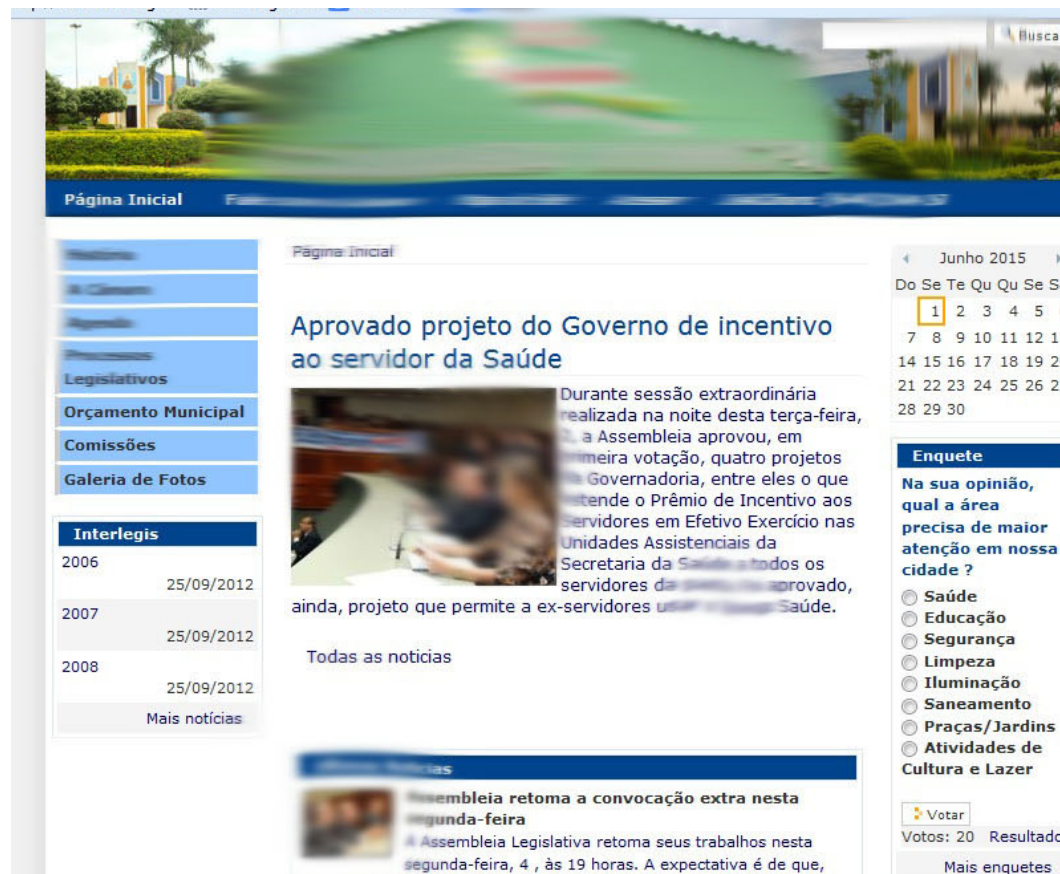 Busca
Página Inicial
Legislativos
Orçamento Municipal
Comissões
Galeria de Fotos
Interlegis
2006
25/09/2012
2007
25/09/2012
2008
25/09/2012
Mais notícias
Página Inicial
Aprovado projeto do Governo de incentivo
ao servidor da Saúde
Durante sessão extraordinária
realizada na noite desta terça-feira,
a Assembleia aprovou, em
primeira votação, quatro projetos
Governadoria, entre eles o que
estende o Prêmio de Incentivo aos
Servidores em Efetivo Exercício nas
Unidades Assistenciais da
Secretaria da Saúde a todos os
servidores da aprovado,
ainda, projeto que permite a ex-servidores Saúde.
Todas as noticias
Noticias
Assembleia retoma a convocação extra nesta
segunda-feira
A Assembleia Legislativa retoma seus trabalhos nesta
segunda-feira, 4 , às 19 horas. A expectativa é de que,
Junho 2015
Do Se Te Qu Qu Se
1 2 3 4 5
7 8 9 10 11 12
14 15 16 17 18 19
21 22 23 24 25 26
28 29 30
Enquete
Na sua opinião,
qual a área
precisa de maior
atenção em nossa
cidade ?
Saúde
Educação
Segurança
Limpeza
Iluminação
Saneamento
Praças/Jardins
Atividades de
Cultura e Lazer
Votar
Votos: 20 Resultado
Mais enquetes